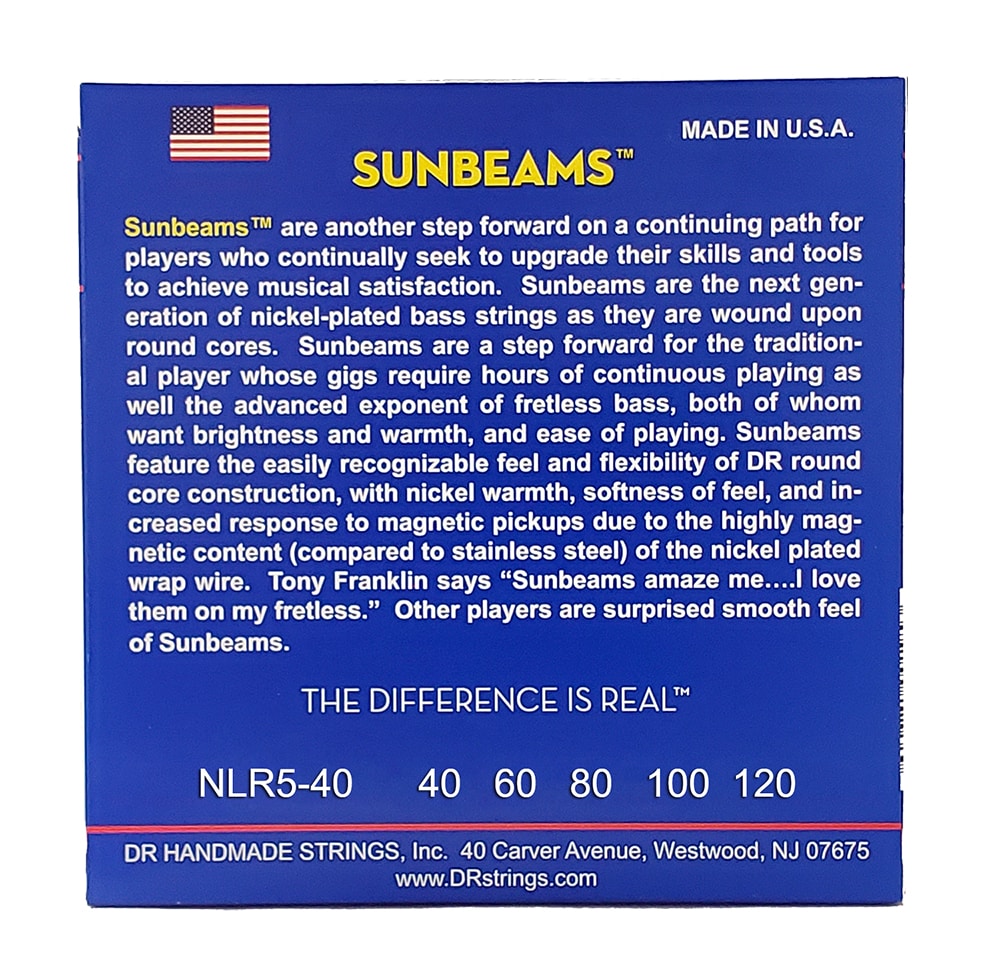 MADE IN U.S.A.
SUNBEAMS™
Sunbeams™ are another step forward on a continuing path for
players who continually seek to upgrade their skills and tools
to achieve musical satisfaction. Sunbeams are the next gen-
eration of nickel-plated bass strings as they are wound upon
round cores. Sunbeams are a step forward for the tradition-
al player whose gigs require hours of continuous playing as
well the advanced exponent of fretless bass, both of whom
want brightness and warmth, and ease of playing. Sunbeams
feature the easily recognizable feel and flexibility of DR round
core construction, with nickel warmth, softness of feel, and in-
creased response to magnetic pickups due to the highly mag-
netic content (compared to stainless steel) of the nickel plated
wrap wire. Tony Franklin says “Sunbeams amaze me....I love
them on my fretless.” Other players are surprised smooth feel
of Sunbeams.
THE DIFFERENCE IS REAL™
NLR5-40 40 60 80 100 120
DR HANDMADE STRINGS, Inc. 40 Carver Avenue, Westwood, NJ 07675
www.DRstrings.com